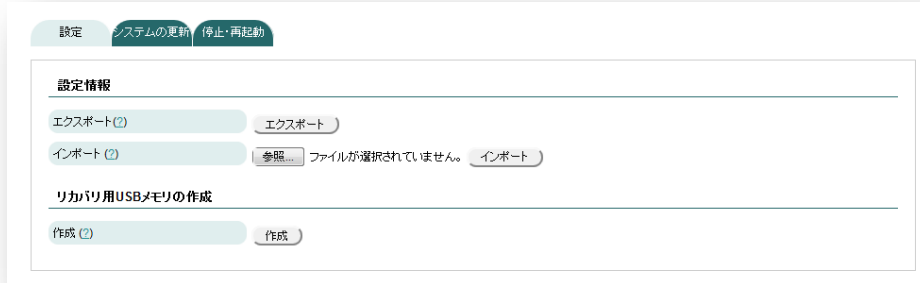 設定 システムの更新 停止・再起動
設定情報
エクスポート(?) エクスポート
インポート (?) 参照... ファイルが選択されていません。 インポート
リカバリ用USBメモリの作成
作成 (?) 作成